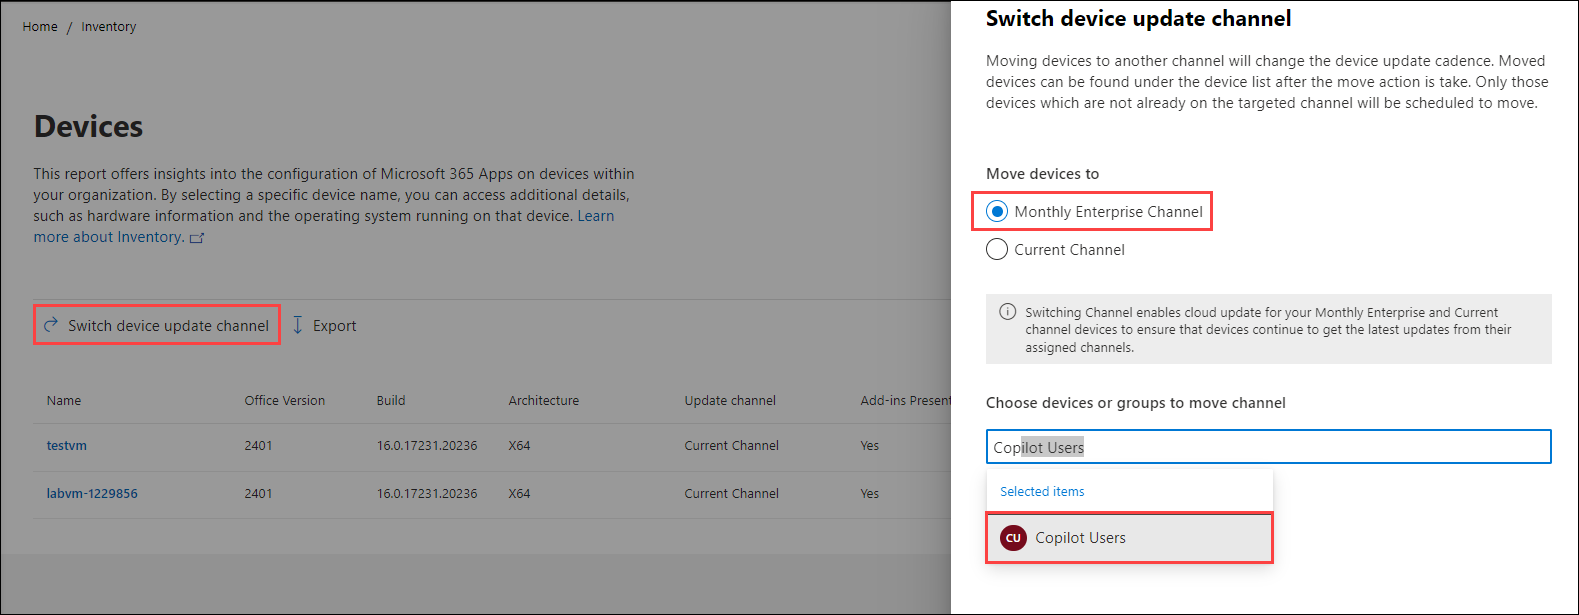 Home / Inventory
Devices
This report offers insights into the configuration of Microsoft 365 Apps on devices within
your organization. By selecting a specific device name, you can access additional details,
such as hardware information and the operating system running on that device. Learn
more about Inventory.
Switch device update channel Export
Name Office Version Build Architecture Update channel Add-ins Present
testvm 2401 16.0.17231.20236 X64 Current Channel Yes
labvm-1229856 2401 16.0.17231.20236 X64 Current Channel Yes
Switch device update channel
Moving devices to another channel will change the device update cadence. Moved
devices can be found under the device list after the move action is take. Only those
devices which are not already on the targeted channel will be scheduled to move.
Move devices to
Monthly Enterprise Channel
Current Channel
Switching Channel enables cloud update for your Monthly Enterprise and Current
channel devices to ensure that devices continue to get the latest updates from their
assigned channels.
Choose devices or groups to move channel
Copilot Users
Selected items
CU Copilot Users